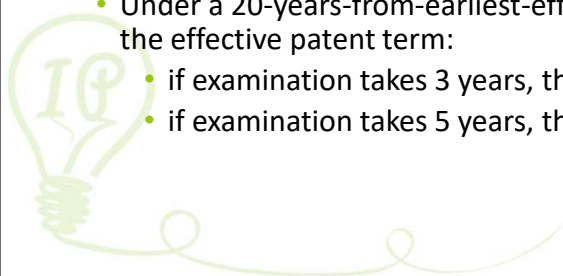 • Under a 20-years-from-earliest-eff
the effective patent term:
• if examination takes 3 years, th
• if examination takes 5 years, th
IP